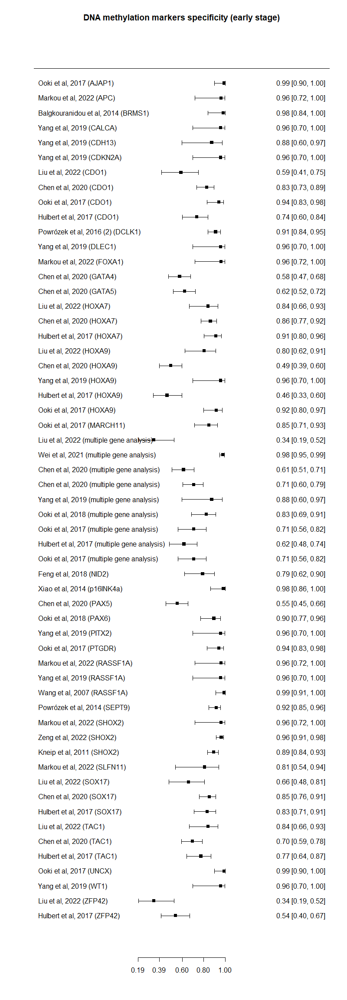 DNA methylation markers specificity (early stage)
Ooki et al, 2017 (AJAP1) 0.99 [0.90, 1.00]
Markou et al, 2022 (APC) 0.96 [0.72, 1.00]
Balgkouranidou et al, 2014 (BRMS1) 0.98 [0.84, 1.00]
Yang et al, 2019 (CALCA) 0.96 [0.70, 1.00]
Yang et al, 2019 (CDH13) 0.88 [0.60, 0.97]
Yang et al, 2019 (CDKN2A) 0.96 [0.70, 1.00]
Liu et al, 2022 (CDO1) 0.59 [0.41, 0.75]
Chen et al, 2020 (CDO1) 0.83 [0.73, 0.89]
Ooki et al, 2017 (CDO1) 0.94 [0.83, 0.98]
Hulbert et al, 2017 (CDO1) 0.74 [0.60, 0.84]
Powrózek et al, 2016 (2) (DCLK1) 0.91 [0.84, 0.95]
Yang et al, 2019 (DLEC1) 0.96 [0.70, 1.00]
Markou et al, 2022 (FOXA1) 0.96 [0.72, 1.00]
Chen et al, 2020 (GATA4) 0.58 [0.47, 0.68]
Chen et al, 2020 (GATA5) 0.62 [0.52, 0.72]
Liu et al, 2022 (HOXA7) 0.84 [0.66, 0.93]
Chen et al, 2020 (HOXA7) 0.86 [0.77, 0.92]
Hulbert et al, 2017 (HOXA7) 0.91 [0.80, 0.96]
Liu et al, 2022 (HOXA9) 0.80 [0.62, 0.91]
Chen et al, 2020 (HOXA9) 0.49 [0.39, 0.60]
Yang et al, 2019 (HOXA9) 0.96 [0.70, 1.00]
Hulbert et al, 2017 (HOXA9) 0.46 [0.33, 0.60]
Ooki et al, 2017 (HOXA9) 0.92 [0.80, 0.97]
Ooki et al, 2017 (MARCH11) 0.85 [0.71, 0.93]
Liu et al, 2022 (multiple gene analysis) 0.34 [0.19, 0.52]
Wei et al, 2021 (multiple gene analysis) 0.98 [0.95, 0.99]
Chen et al, 2020 (multiple gene analysis) 0.61 [0.51, 0.71]
Chen et al, 2020 (multiple gene analysis) 0.71 [0.60, 0.79]
Yang et al, 2019 (multiple gene analysis) 0.88 [0.60, 0.97]
Ooki et al, 2018 (multiple gene analysis) 0.83 [0.69, 0.91]
Ooki et al, 2017 (multiple gene analysis) 0.71 [0.56, 0.82]
Hulbert et al, 2017 (multiple gene analysis) 0.62 [0.48, 0.74]
Ooki et al, 2017 (multiple gene analysis) 0.71 [0.56, 0.82]
Feng et al, 2018 (NID2) 0.79 [0.62, 0.90]
Xiao et al, 2014 (p16INK4a) 0.98 [0.86, 1.00]
Chen et al, 2020 (PAX5) 0.55 [0.45, 0.66]
Ooki et al, 2018 (PAX6) 0.90 [0.77, 0.96]
Yang et al, 2019 (PITX2) 0.96 [0.70, 1.00]
Ooki et al, 2017 (PTGDR) 0.94 [0.83, 0.98]
Markou et al, 2022 (RASSF1A) 0.96 [0.72, 1.00]
Yang et al, 2019 (RASSF1A) 0.96 [0.70, 1.00]
Wang et al, 2007 (RASSF1A) 0.99 [0.91, 1.00]
Powrózek et al, 2014 (SEPT9) 0.92 [0.85, 0.96]
Markou et al, 2022 (SHOX2) 0.96 [0.72, 1.00]
Zeng et al, 2022 (SHOX2) 0.96 [0.91, 0.98]
Kneip et al, 2011 (SHOX2) 0.89 [0.84, 0.93]
Markou et al, 2022 (SLFN11) 0.81 [0.54, 0.94]
Liu et al, 2022 (SOX17) 0.66 [0.48, 0.81]
Chen et al, 2020 (SOX17) 0.85 [0.76, 0.91]
Hulbert et al, 2017 (SOX17) 0.83 [0.71, 0.91]
Liu et al, 2022 (TAC1) 0.84 [0.66, 0.93]
Chen et al, 2020 (TAC1) 0.70 [0.59, 0.78]
Hulbert et al, 2017 (TAC1) 0.77 [0.64, 0.87]
Ooki et al, 2017 (UNCX) 0.99 [0.90, 1.00]
Yang et al, 2019 (WT1) 0.96 [0.70, 1.00]
Liu et al, 2022 (ZFP42) 0.34 [0.19, 0.52]
Hulbert et al, 2017 (ZFP42) 0.54 [0.40, 0.67]
0.19 0.39 0.60 0.80 1.00